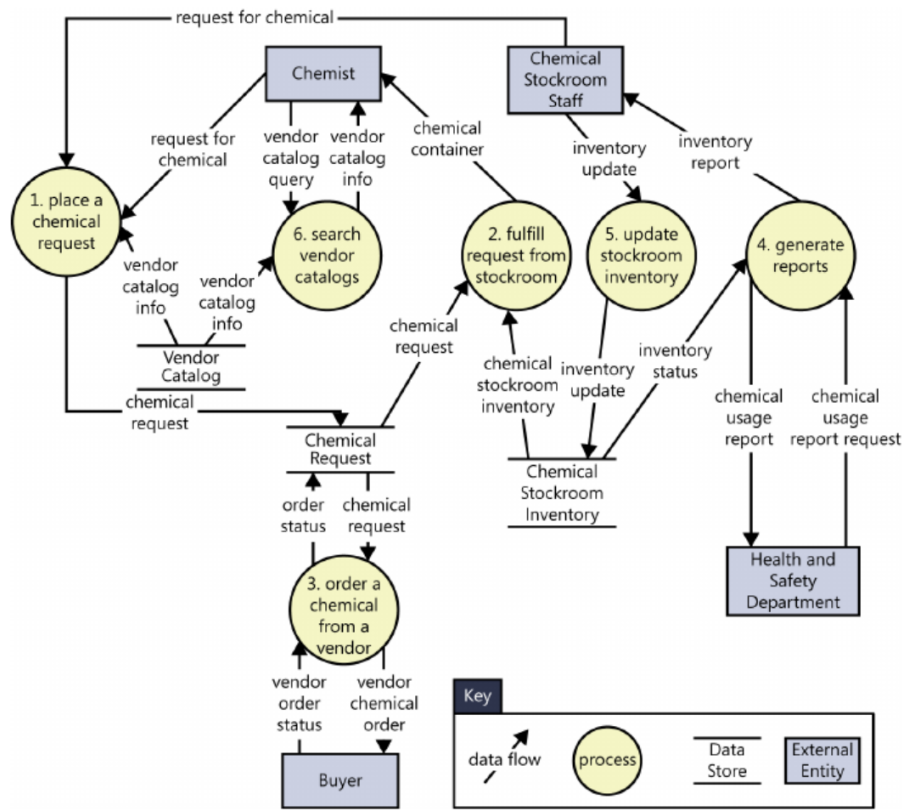 request for chemical
Chemist
Chemical
Stockroom
Staff
request for
chemical
vendor
catalog
query
vendor
catalog
info
chemical
container
inventory
update
inventory
report
1. place a
chemical
request
6. search
vendor
catalogs
2. fulfill
request from
stockroom
5. update
stockroom
inventory
4. generate
reports
vendor
catalog
info
vendor
catalog
info
Vendor
Catalog
chemical
request
chemical
request
chemical
stockroom
inventory
inventory
update
inventory
status
chemical
usage
report
chemical
usage
report request
Chemical
Request
Chemical
Stockroom
Inventory
order
status
chemical
request
Health and
Safety
Department
3. order a
chemical
from a
vendor
vendor
order
status
vendor
chemical
order
Buyer
Key
data flow
process
Data
Store
External
Entity